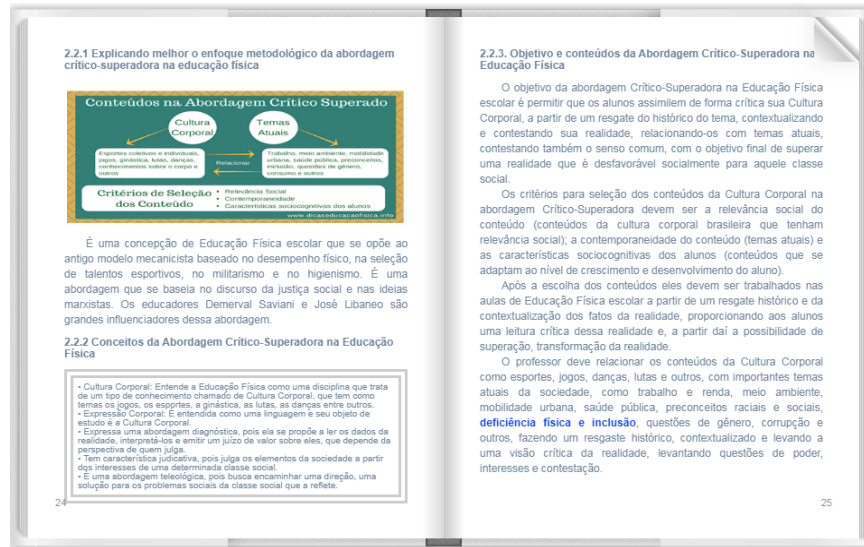 2.2.1 Explicando melhor o enfoque metodológico da abordagem
crítico-superadora na educação física
Conteúdos na Abordagem Crítico Superado
Cultura
Corporal
Temas
Atuais
Esportes coletivos e individuais,
jogos, ginástica, lutas, danças,
conhecimentos sobre o corpo e
outros
Relacionar
Trabalho, meio ambiente, mobilidade
urbana, saúde pública, preconceitos,
inclusão, questões de gênero,
consumo e outros
Critérios de Seleção
dos Conteúdo
• Relevância Social
• Contemporaneidade
• Características sociocognitivas dos alunos
www.dicaseducacaofisica.info
É uma concepção de Educação Física escolar que se opõe ao
antigo modelo mecanicista baseado no desempenho físico, na seleção
de talentos esportivos, no militarismo e no higienismo. É uma
abordagem que se baseia no discurso da justiça social e nas ideias
marxistas. Os educadores Demerval Saviani e José Libaneo são
grandes influenciadores dessa abordagem.
2.2.2 Conceitos da Abordagem Crítico-Superadora na Educação
Física
• Cultura Corporal: Entende a Educação Física como uma disciplina que trata
de um tipo de conhecimento chamado de Cultura Corporal, que tem como
temas os jogos, os esportes, a ginástica, as lutas, as danças entre outros.
• Expressão Corporal: É entendida como uma linguagem e seu objeto de
estudo é a Cultura Corporal.
• Expressa uma abordagem diagnóstica, pois ela se propõe a ler os dados da
realidade, interpretá-los e emitir um juízo de valor sobre eles, que depende da
perspectiva de quem julga.
• Tem característica judicativa, pois julga os elementos da sociedade a partir
dos interesses de uma determinada classe social.
• É uma abordagem teleológica, pois busca encaminhar uma direção, uma
solução para os problemas sociais da classe social que a reflete.
24
2.2.3. Objetivo e conteúdos da Abordagem Crítico-Superadora na
Educação Física
O objetivo da abordagem Crítico-Superadora na Educação Física
escolar é permitir que os alunos assimilem de forma crítica sua Cultura
Corporal, a partir de um resgate do histórico do tema, contextualizando
e contestando sua realidade, relacionando-os com temas atuais,
contestando também o senso comum, com o objetivo final de superar
uma realidade que é desfavorável socialmente para aquele classe
social.
Os critérios para seleção dos conteúdos da Cultura Corporal na
abordagem Crítico-Superadora devem ser a relevância social do
conteúdo (conteúdos da cultura corporal brasileira que tenham
relevância social); a contemporaneidade do conteúdo (temas atuais) e
as características sociocognitivas dos alunos (conteúdos que se
adaptam ao nível de crescimento e desenvolvimento do aluno).
Após a escolha dos conteúdos eles devem ser trabalhados nas
aulas de Educação Física escolar a partir de um resgate histórico e da
contextualização dos fatos da realidade, proporcionando aos alunos
uma leitura crítica dessa realidade e, a partir daí a possibilidade de
superação, transformação da realidade.
O professor deve relacionar os conteúdos da Cultura Corporal
como esportes, jogos, danças, lutas e outros, com importantes temas
atuais da sociedade, como trabalho e renda, meio ambiente,
mobilidade urbana, saúde pública, preconceitos raciais e sociais,
deficiência física e inclusão, questões de gênero, corrupção e
outros, fazendo um resgaste histórico, contextualizado e levando a
uma visão crítica da realidade, levantando questões de poder,
interesses e contestação.
25